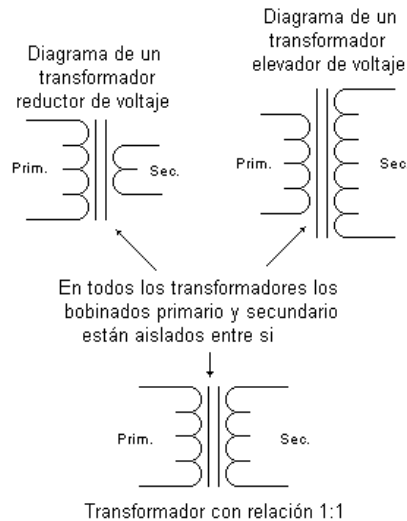 Diagrama de un
transformador
reductor de voltaje
Prim.
Sec.
Diagrama de un
transformador
elevador de voltaje
Prim.
Sec
En todos los transformadores los
bobinados primario y secundario
están aislados entre si
Prim.
Sec.
Transformador con relación 1:1